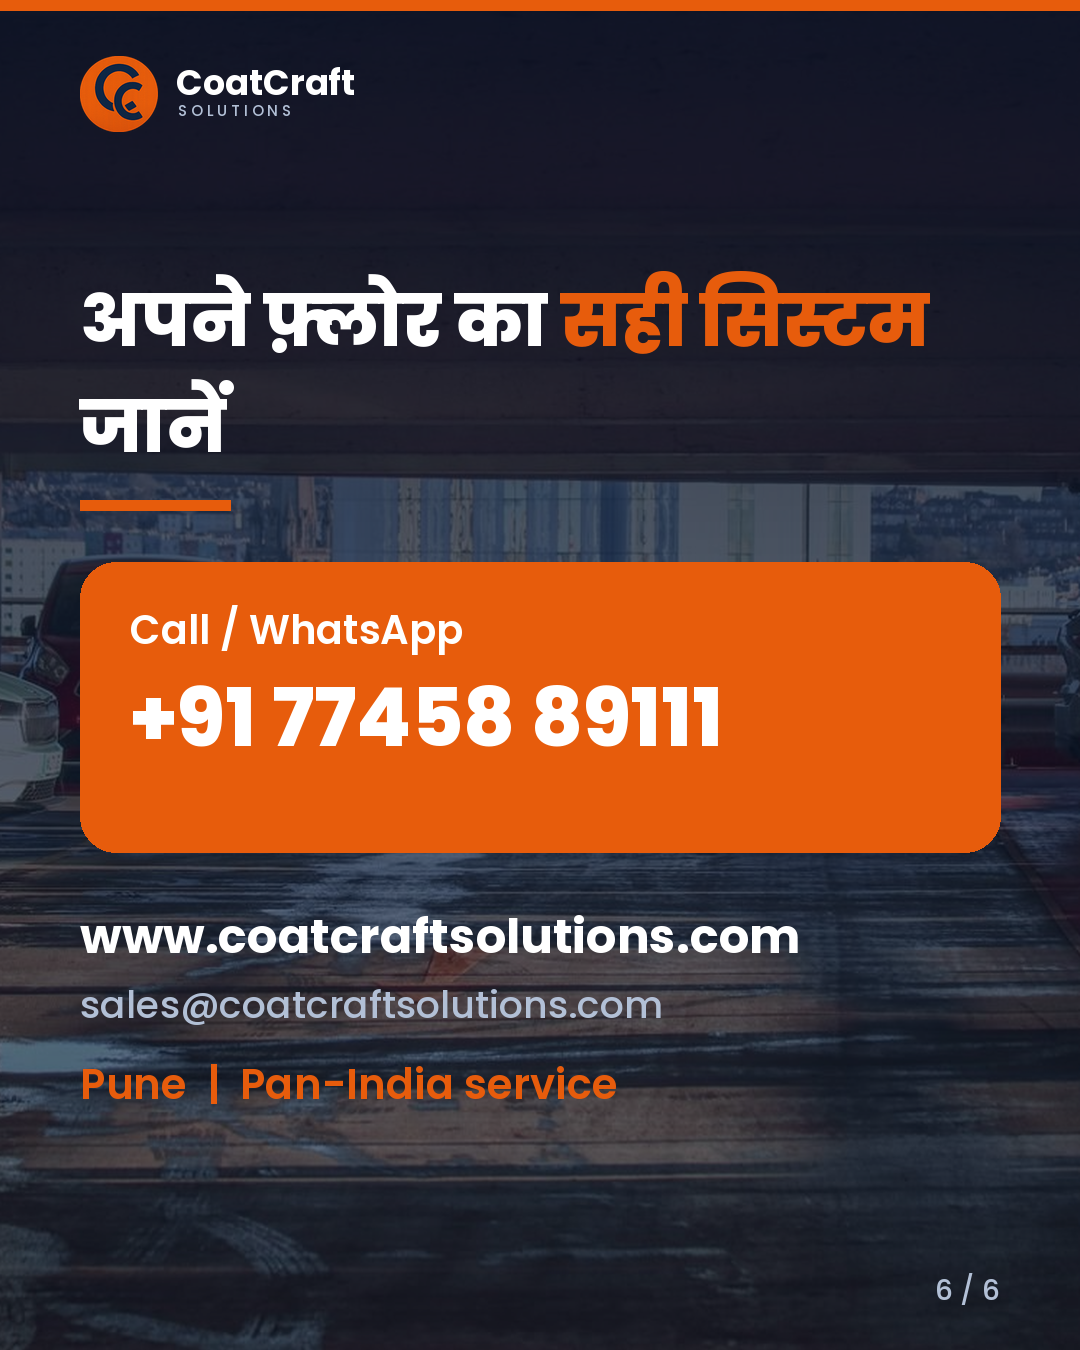 CoatCraft
SOLUTIONS
अपने फ़्लोर का सही सिस्टम
जानें
Call / WhatsApp
+91 77458 89111
www.coatcraftsolutions.com
sales@coatcraftsolutions.com
Pune | Pan-India service
6 / 6